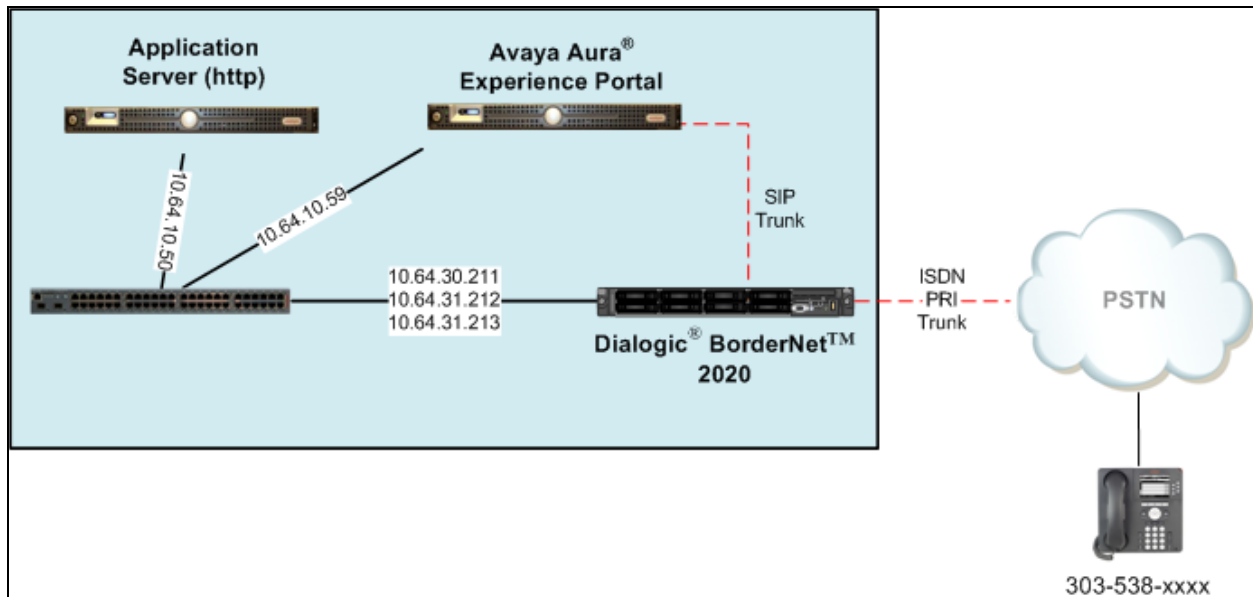 Application
Server (http)
Avaya Aura®
Experience Portal
10.64.10.50
10.64.10.59
SIP
Trunk
10.64.30.211
10.64.31.212
10.64.31.213
Dialogic® BorderNet™
2020
ISDN
PRI
Trunk
PSTN
303-538-xxxx